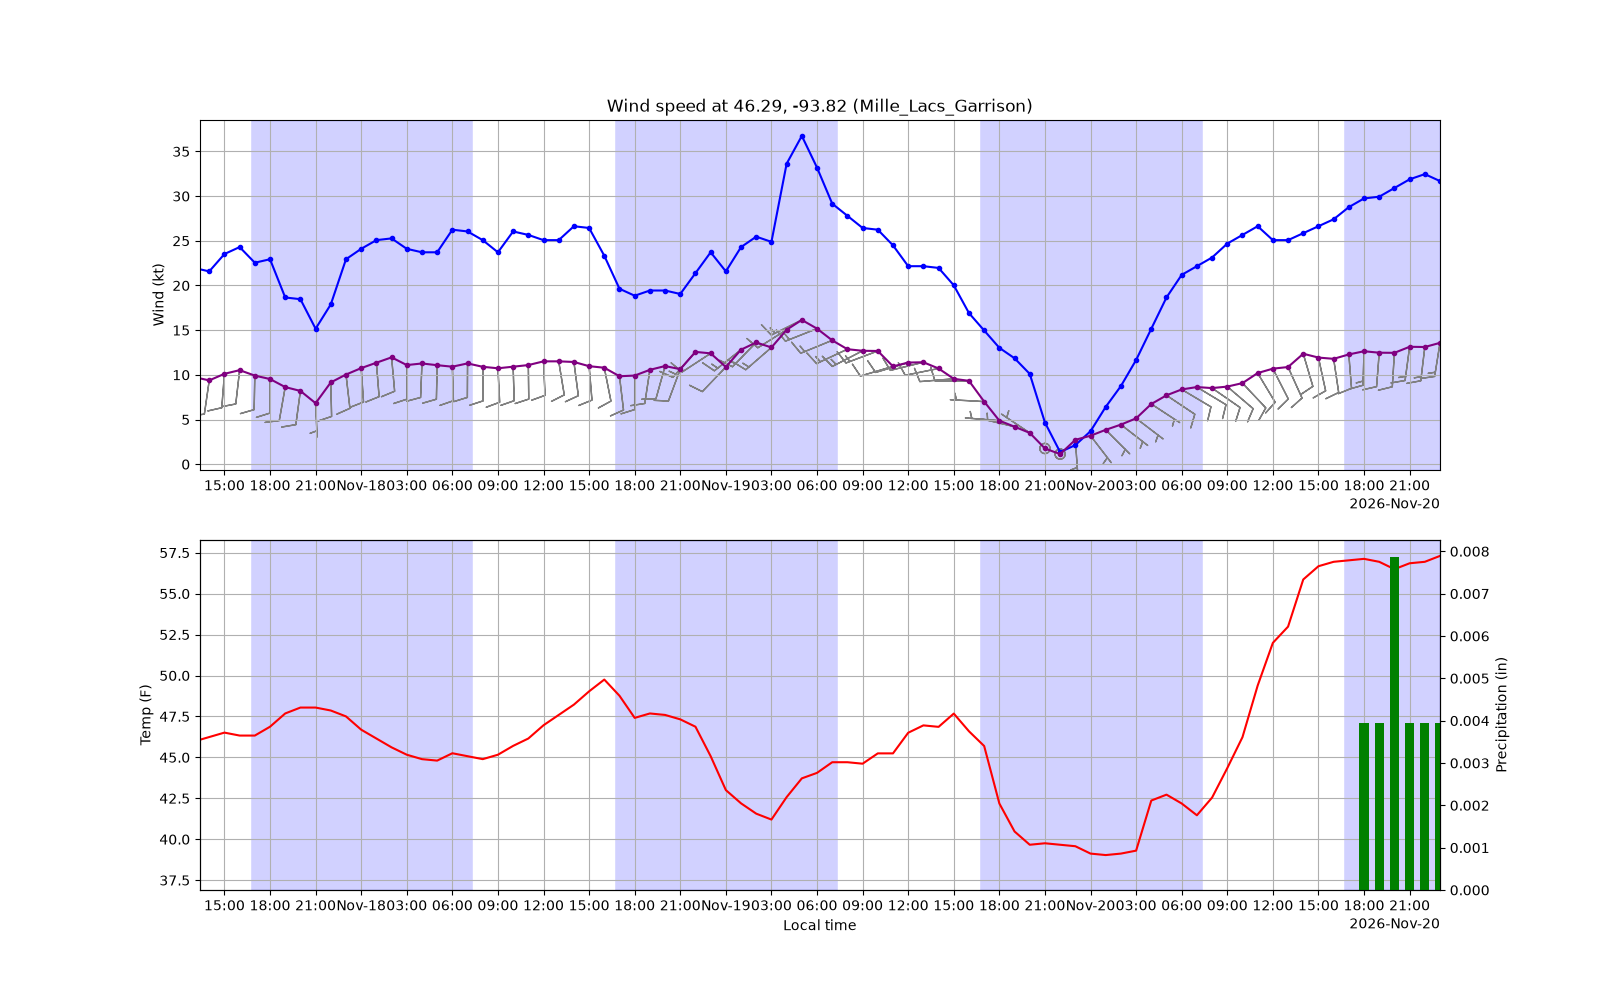 Wind speed at 46.29, -93.82 (Mille_Lacs_Garrison)
35
30
25
20
15
10
5
0
Wind (kt)
15:00 18:00 21:00 Nov-18 03:00 06:00 09:00 12:00 15:00 18:00 21:00 Nov-19 03:00 06:00 09:00 12:00 15:00 18:00 21:00 Nov-20 03:00 06:00 09:00 12:00 15:00 18:00 21:00
2026-Nov-20
57.5
55.0
52.5
50.0
47.5
45.0
42.5
40.0
37.5
Temp (F)
0.008
0.007
0.006
0.005
0.004
0.003
0.002
0.001
0.000
Precipitation (in)
15:00 18:00 21:00 Nov-18 03:00 06:00 09:00 12:00 15:00 18:00 21:00 Nov-19 03:00 06:00 09:00 12:00 15:00 18:00 21:00 Nov-20 03:00 06:00 09:00 12:00 15:00 18:00 21:00
2026-Nov-20
Local time